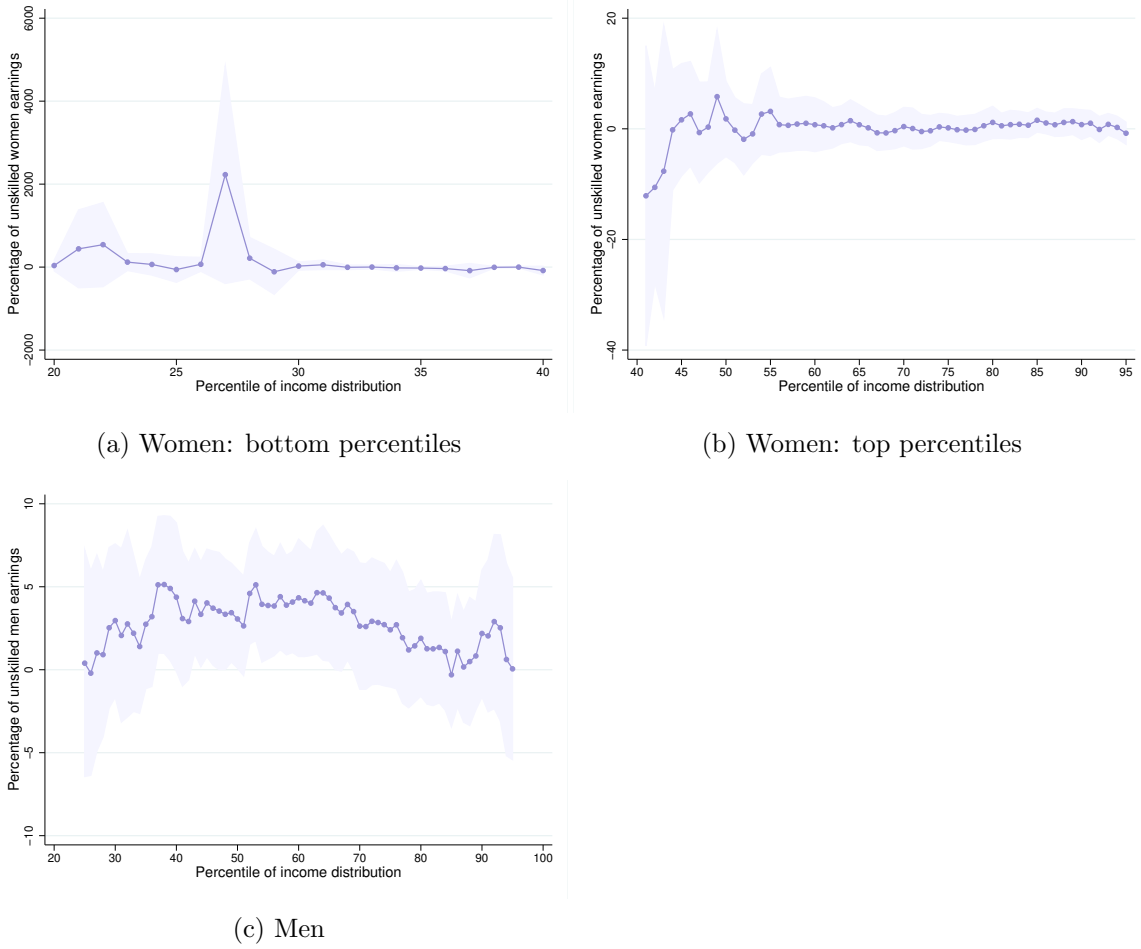 Percentage of unskilled women earnings
6000
4000
2000
0
−2000
20 25 30 35 40
Percentile of income distribution
(a) Women: bottom percentiles
Percentage of unskilled women earnings
20
0
−20
−40
40 45 50 55 60 65 70 75 80 85 90 95
Percentile of income distribution
(b) Women: top percentiles
Percentage of unskilled men earnings
10
5
0
−5
−10
20 30 40 50 60 70 80 90 100
Percentile of income distribution
(c) Men